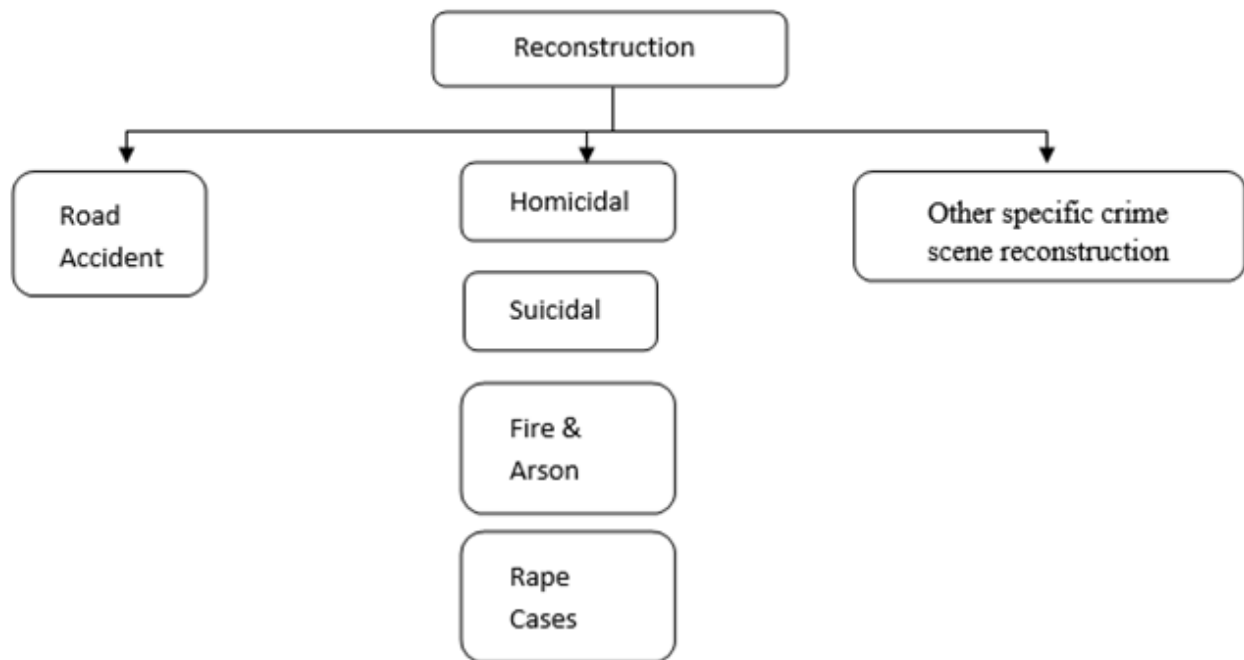 Reconstruction
Road
Accident
Homicidal
Other specific crime
scene reconstruction
Suicidal
Fire &
Arson
Rape
Cases